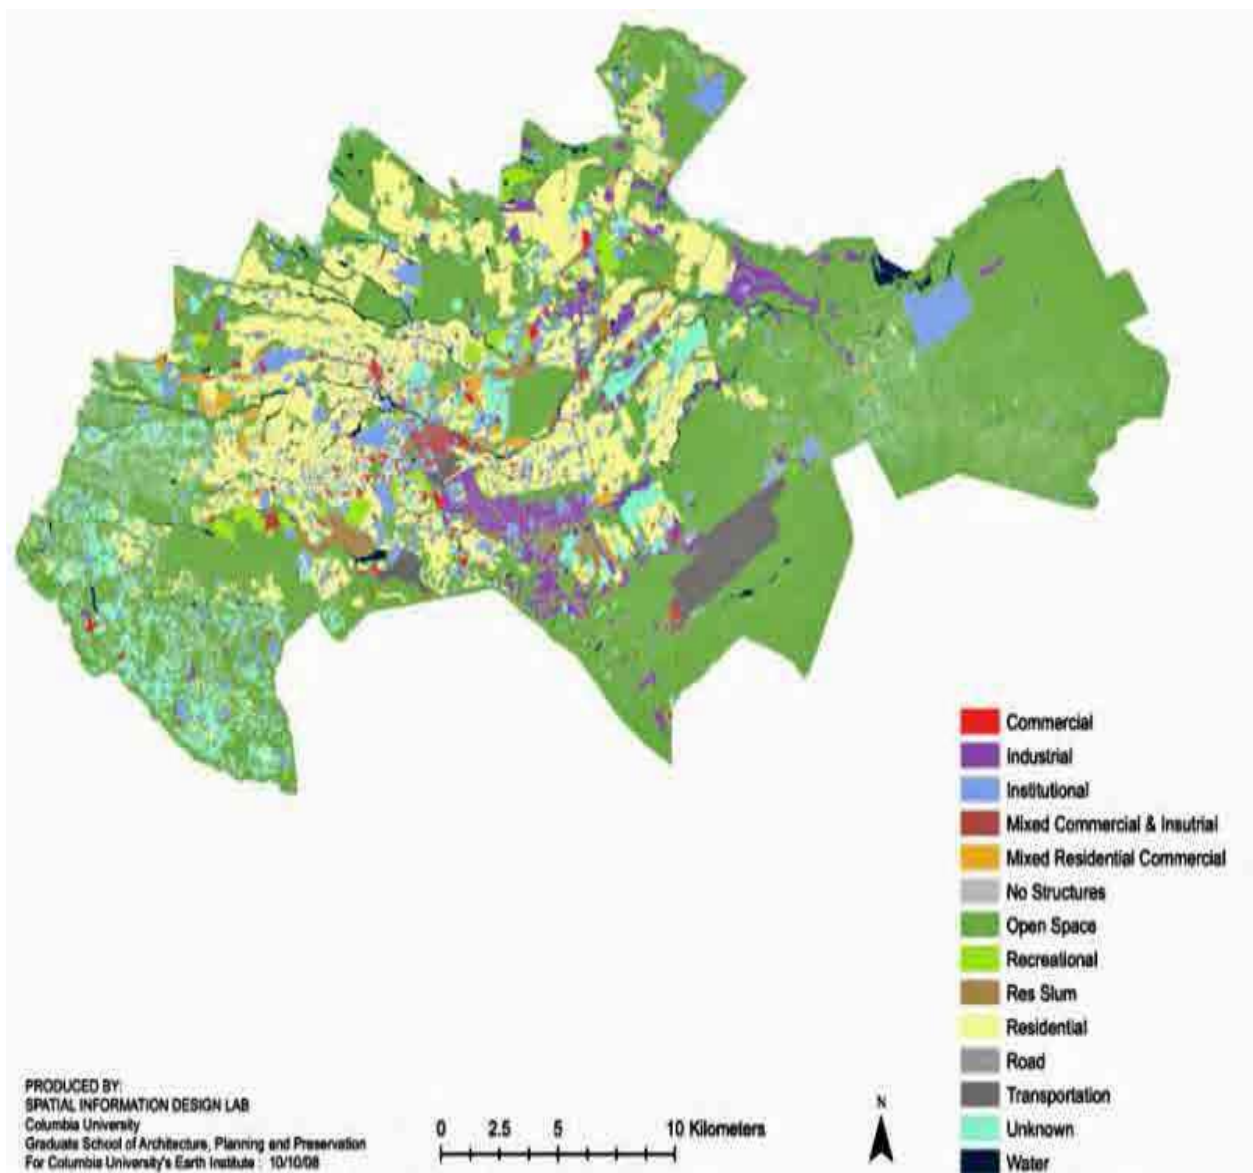 Commercial
Industrial
Institutional
Mixed Commercial & Insutrial
Mixed Residential Commercial
No Structures
Open Space
Recreational
Res Slum
Residential
Road
Transportation
Unknown
Water
PRODUCED BY:
SPATIAL INFORMATION DESIGN LAB
Columbia University
Graduate School of Architecture, Planning and Preservation
For Columbia University's Earth Institute : 10/10/08
0 2.5 5 10 Kilometers
N